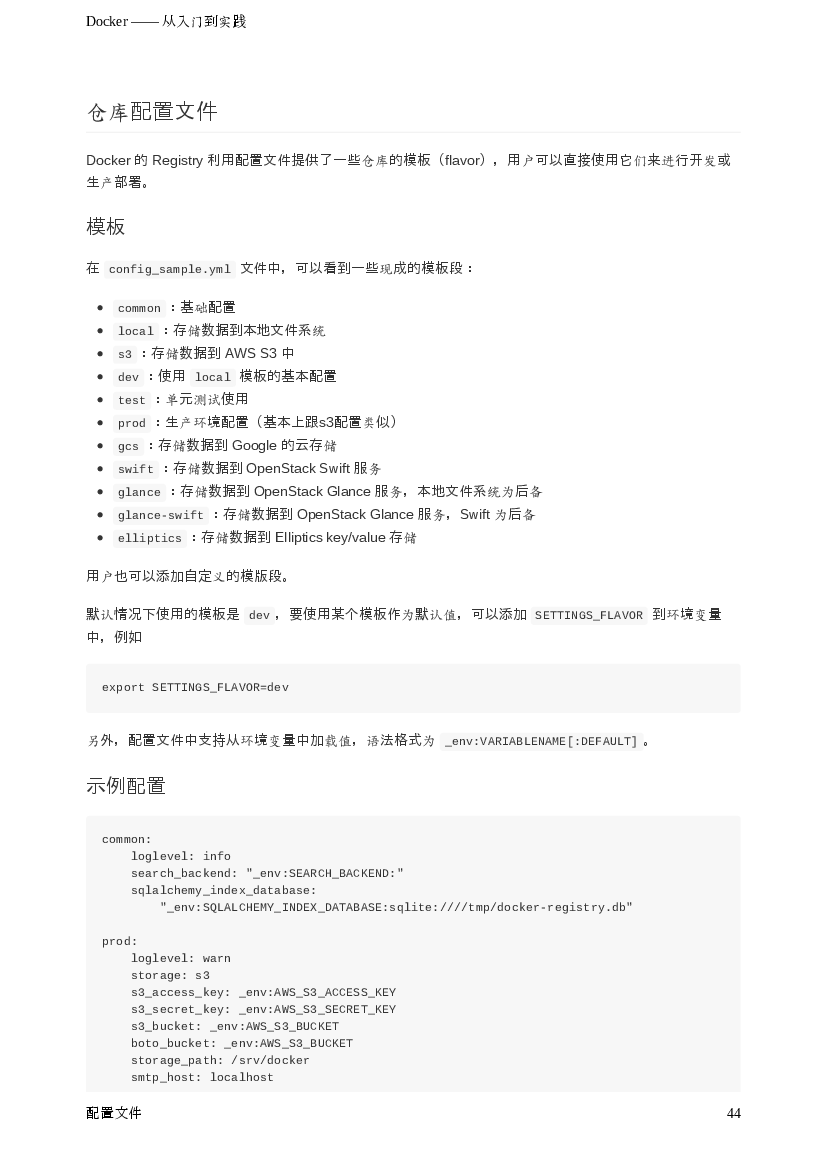 Docker —— 从入门到实践
仓库配置文件
Docker 的 Registry 利用配置文件提供了一些仓库的模板（flavor），用户可以直接使用它们来进行开发或
生产部署。
模板
在 config_sample.yml 文件中，可以看到一些现成的模板段：
• common ：基础配置
• local ：存储数据到本地文件系统
• s3 ：存储数据到 AWS S3 中
• dev ：使用 local 模板的基本配置
• test ：单元测试使用
• prod ：生产环境配置（基本上跟s3配置类似）
• gcs ：存储数据到 Google 的云存储
• swift ：存储数据到 OpenStack Swift 服务
• glance ：存储数据到 OpenStack Glance 服务，本地文件系统为后备
• glance-swift ：存储数据到 OpenStack Glance 服务，Swift 为后备
• elliptics ：存储数据到 Elliptics key/value 存储
用户也可以添加自定义的模版段。
默认情况下使用的模板是 dev ，要使用某个模板作为默认值，可以添加 SETTINGS_FLAVOR 到环境变量
中，例如
export SETTINGS_FLAVOR=dev
另外，配置文件中支持从环境变量中加载值，语法格式为 _env:VARIABLENAME[:DEFAULT] 。
示例配置
common:
    loglevel: info
    search_backend: "_env:SEARCH_BACKEND:"
    sqlalchemy_index_database:
        "_env:SQLALCHEMY_INDEX_DATABASE:sqlite:////tmp/docker-registry.db"
prod:
    loglevel: warn
    storage: s3
    s3_access_key: _env:AWS_S3_ACCESS_KEY
    s3_secret_key: _env:AWS_S3_SECRET_KEY
    s3_bucket: _env:AWS_S3_BUCKET
    boto_bucket: _env:AWS_S3_BUCKET
    storage_path: /srv/docker
    smtp_host: localhost
配置文件 44